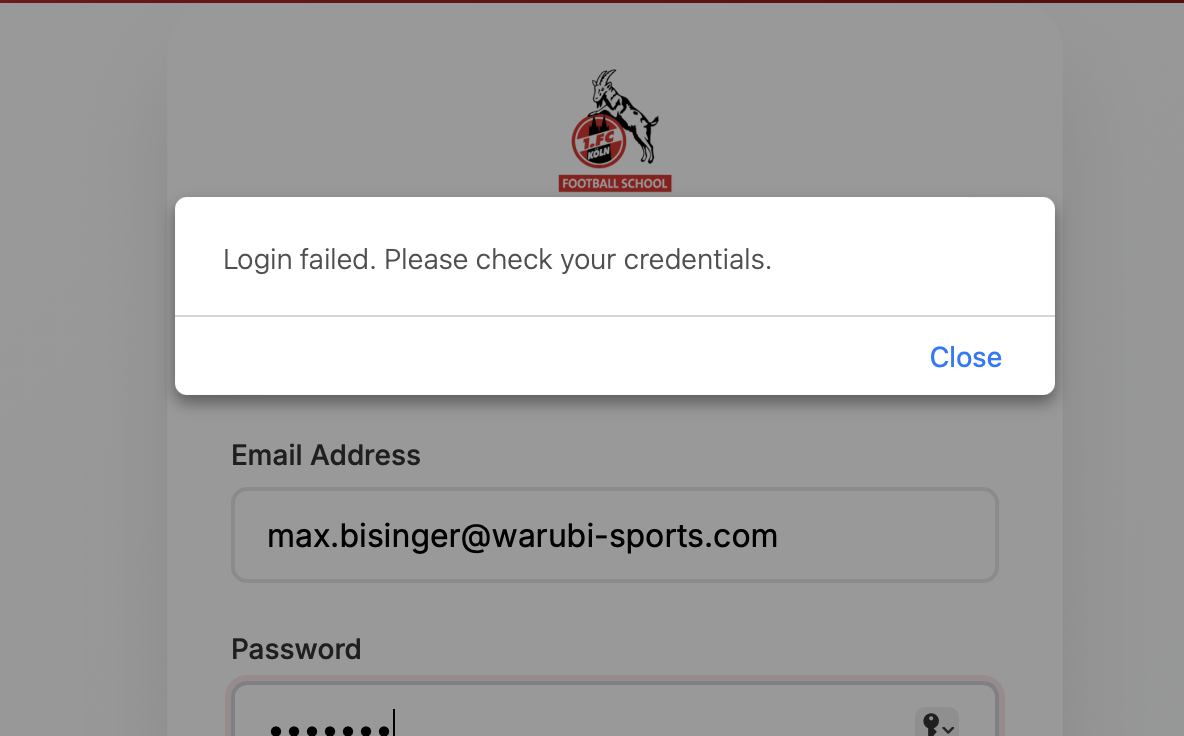 1.FC
KÖLN
FOOTBALL SCHOOL
Login failed. Please check your credentials.
Close
Email Address
max.bisinger@warubi-sports.com
Password
•••••••